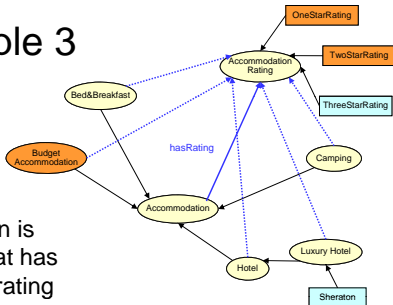 ole 3
OneStarRating
Accommodation
Rating
TwoStarRating
ThreeStarRating
Bed&Breakfast
hasRating
Budget
Accommodation
Camping
Accommodation
n is
at has
rating
Hotel
Luxury Hotel
Sheraton